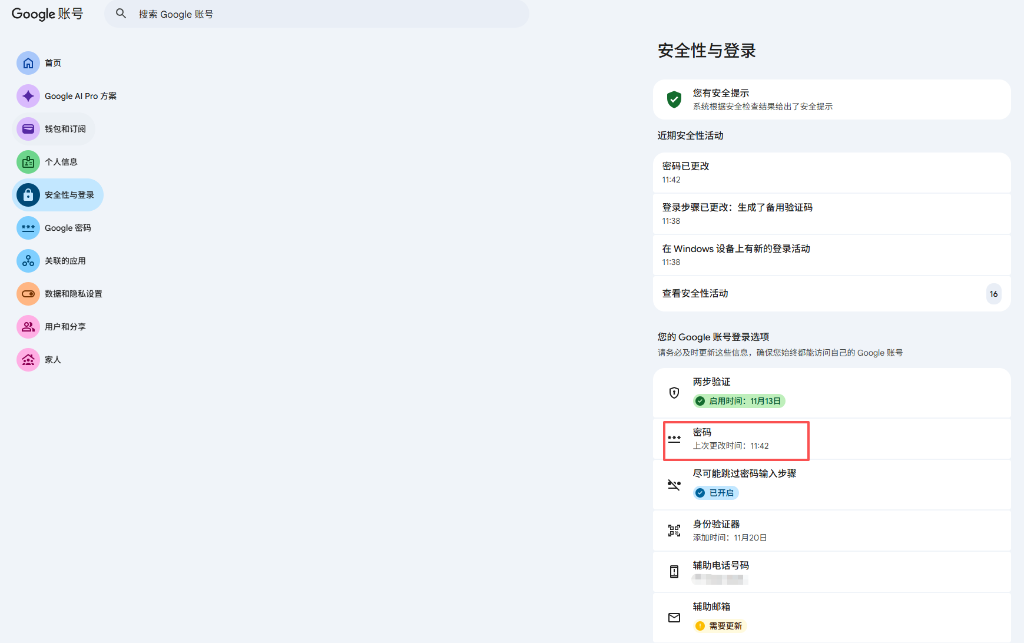 Google 账号
搜索 Google 账号
首页
Google AI Pro 方案
钱包和订阅
个人信息
安全性与登录
Google 密码
关联的应用
数据和隐私设置
用户和分享
家人
安全性与登录
您有安全提示
系统根据安全检查结果给出了安全提示
近期安全性活动
密码已更改
11:42
登录步骤已更改：生成了备用验证码
11:38
在 Windows 设备上有新的登录活动
11:38
查看安全性活动
16
您的 Google 账号登录选项
请务必及时更新这些信息，确保您始终都能访问自己的 Google 账号
两步验证
启用时间：11月13日
密码
上次更改时间：11:42
尽可能跳过密码输入步骤
已开启
身份验证器
添加时间：11月20日
辅助电话号码
辅助邮箱
需要更新